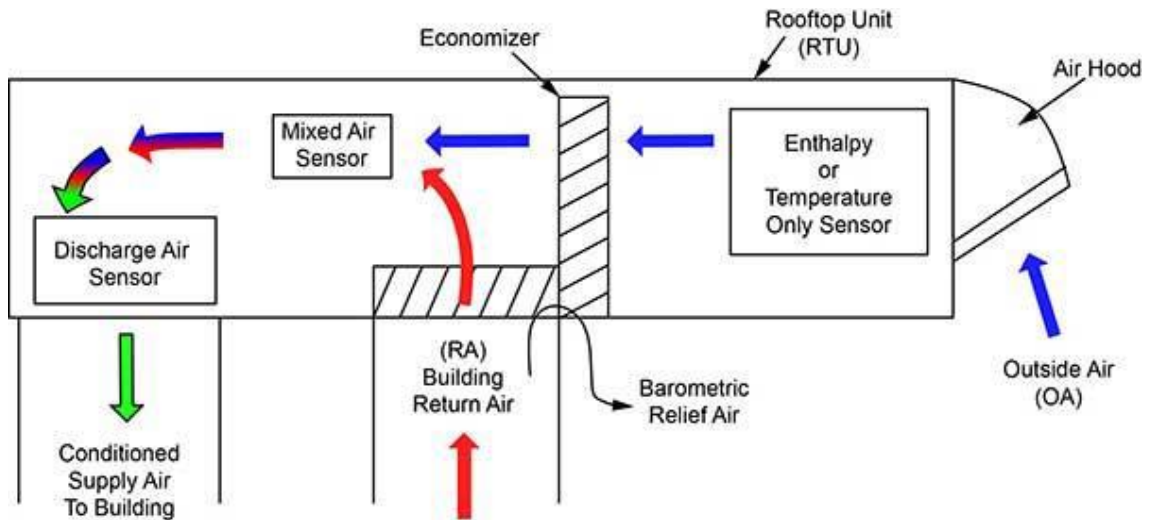 Economizer
Rooftop Unit
(RTU)
Air Hood
Mixed Air
Sensor
Enthalpy
or
Temperature
Only Sensor
Discharge Air
Sensor
(RA)
Building
Return Air
Barometric
Relief Air
Outside Air
(OA)
Conditioned
Supply Air
To Building